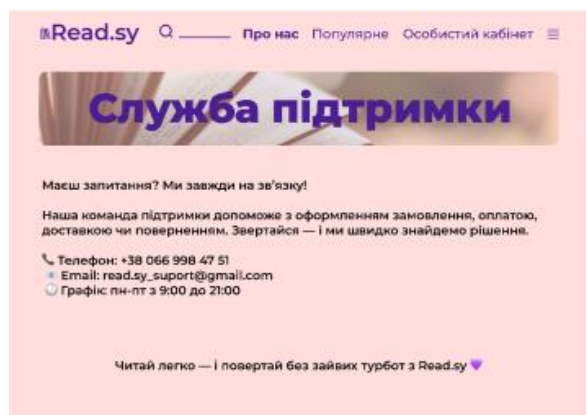 Read.sy Про нас Популярне Особистий кабінет
Служба підтримки
Маєш запитання? Ми завжди на зв'язку!
Наша команда підтримки допоможе з оформленням замовлення, оплатою,
доставкою чи поверненням. Звертайся — і ми швидко знайдемо рішення.
📞 Телефон: +38 066 998 47 51
📧 Email: read.sy_suport@gmail.com
🕒 Графік: пн-пт з 9:00 до 21:00
Читай легко — і повертай без зайвих турбот з Read.sy 💜